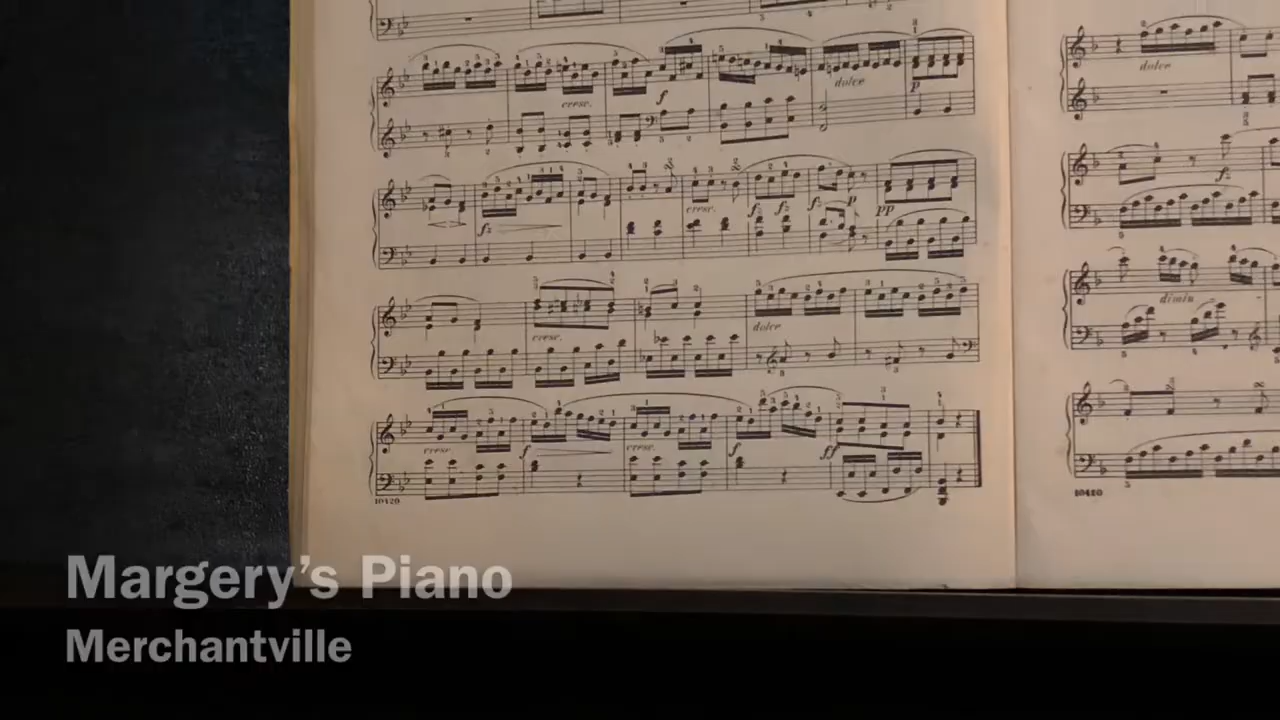 cresc.
f
dolce
p
dolce
fz
cresc.
fz
fz
fz
p
pp
fz
cresc.
dolce
dimin
cresc.
f
cresc.
f
ff
10420
10420
Margery's Piano
Merchantville